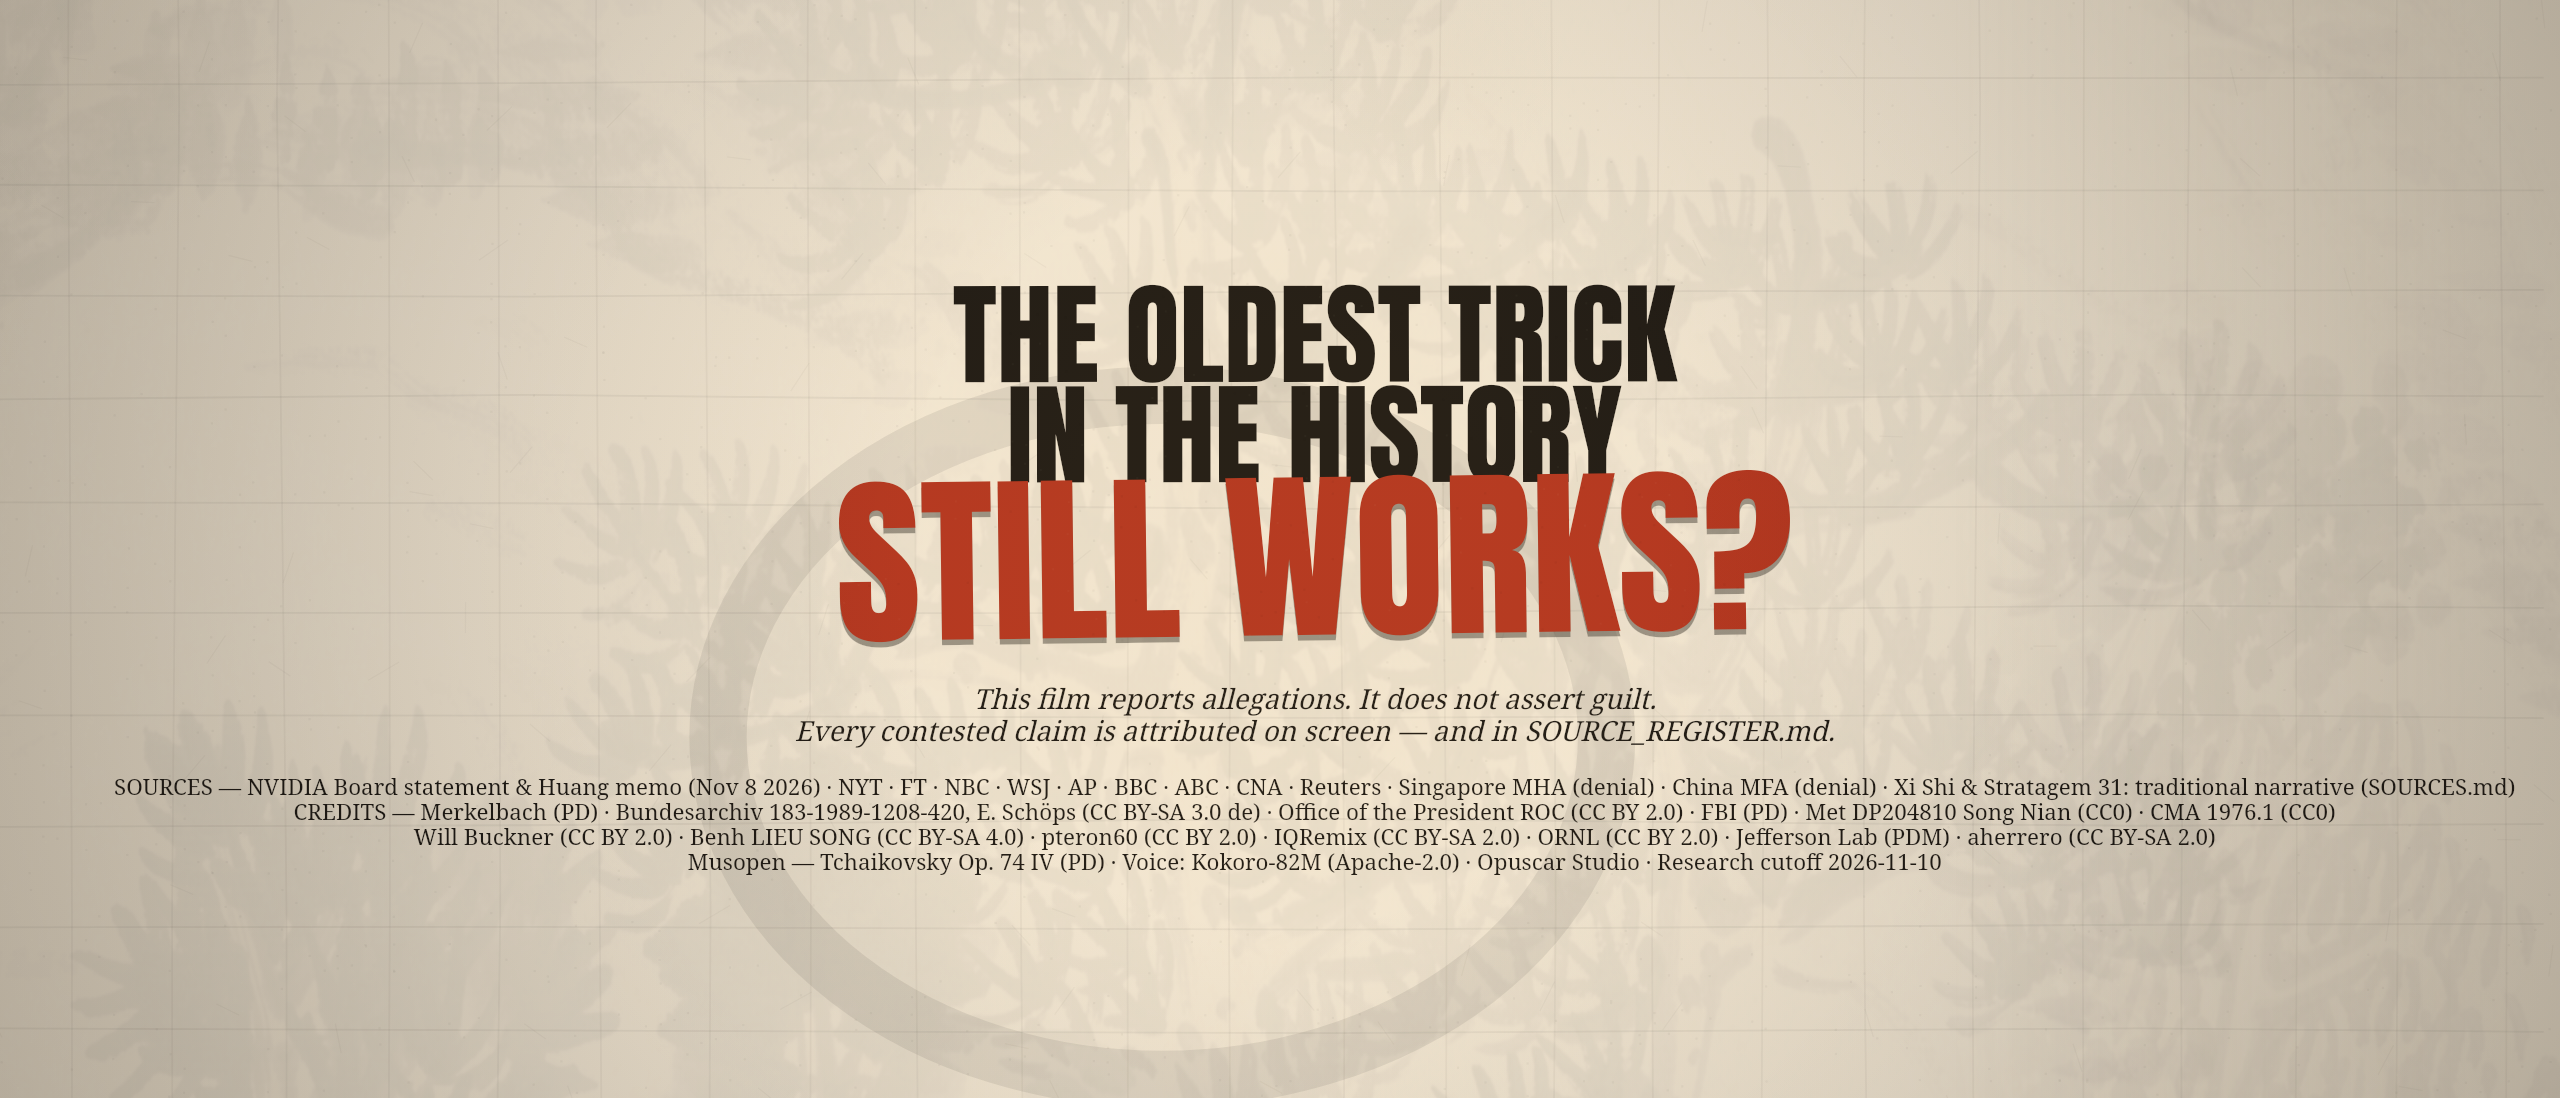 THE OLDEST TRICK
IN THE HISTORY
STILL WORKS?
This film reports allegations. It does not assert guilt.
Every contested claim is attributed on screen — and in SOURCE_REGISTER.md.
SOURCES — NVIDIA Board statement & Huang memo (Nov 8 2026) · NYT · FT · NBC · WSJ · AP · BBC · ABC · CNA · Reuters · Singapore MHA (denial) · China MFA (denial) · Xi Shi & Stratagem 31: traditional narrative (SOURCES.md)
CREDITS — Merkelbach (PD) · Bundesarchiv 183-1989-1208-420, E. Schöps (CC BY-SA 3.0 de) · Office of the President ROC (CC BY 2.0) · FBI (PD) · Met DP204810 Song Nian (CC0) · CMA 1976.1 (CC0)
Will Buckner (CC BY 2.0) · Benh LIEU SONG (CC BY-SA 4.0) · pteron60 (CC BY 2.0) · IQRemix (CC BY-SA 2.0) · ORNL (CC BY 2.0) · Jefferson Lab (PDM) · aherrero (CC BY-SA 2.0)
Musopen — Tchaikovsky Op. 74 IV (PD) · Voice: Kokoro-82M (Apache-2.0) · Opuscar Studio · Research cutoff 2026-11-10